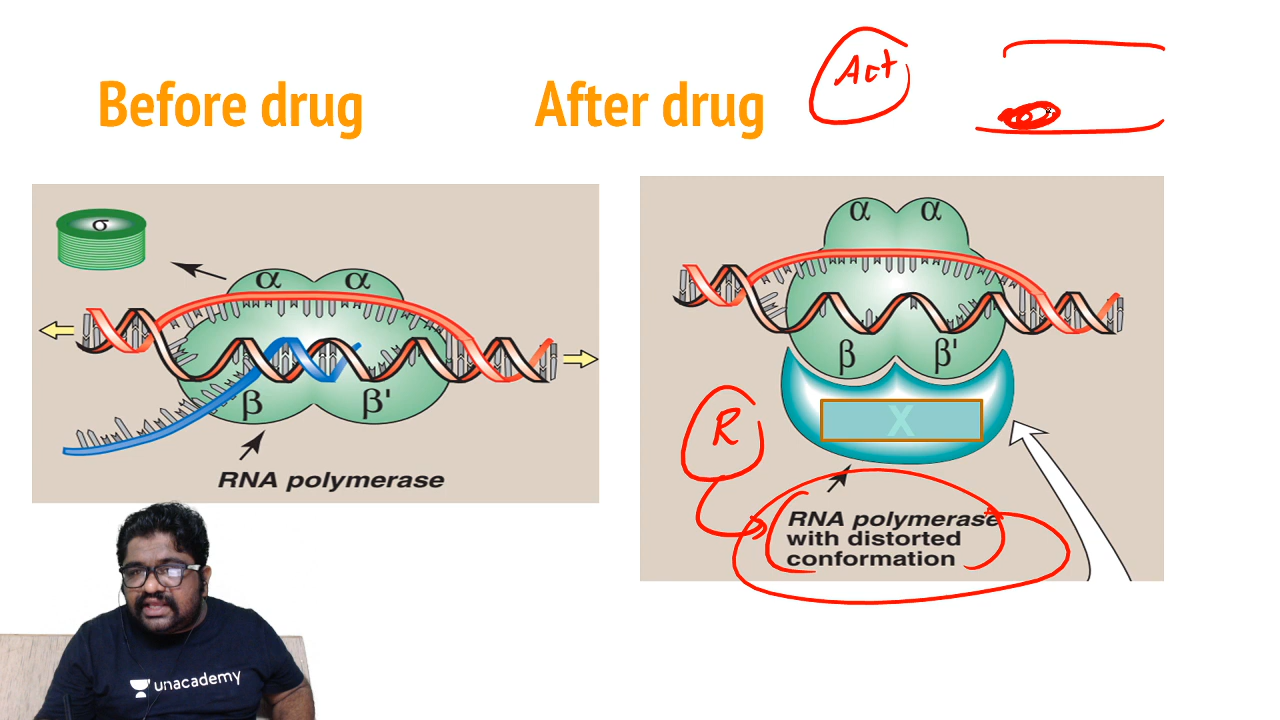 Before drug
After drug
Act
σ
α α
β β'
RNA polymerase
α α
β β'
X
R
RNA polymerase
with distorted
conformation
unacademy